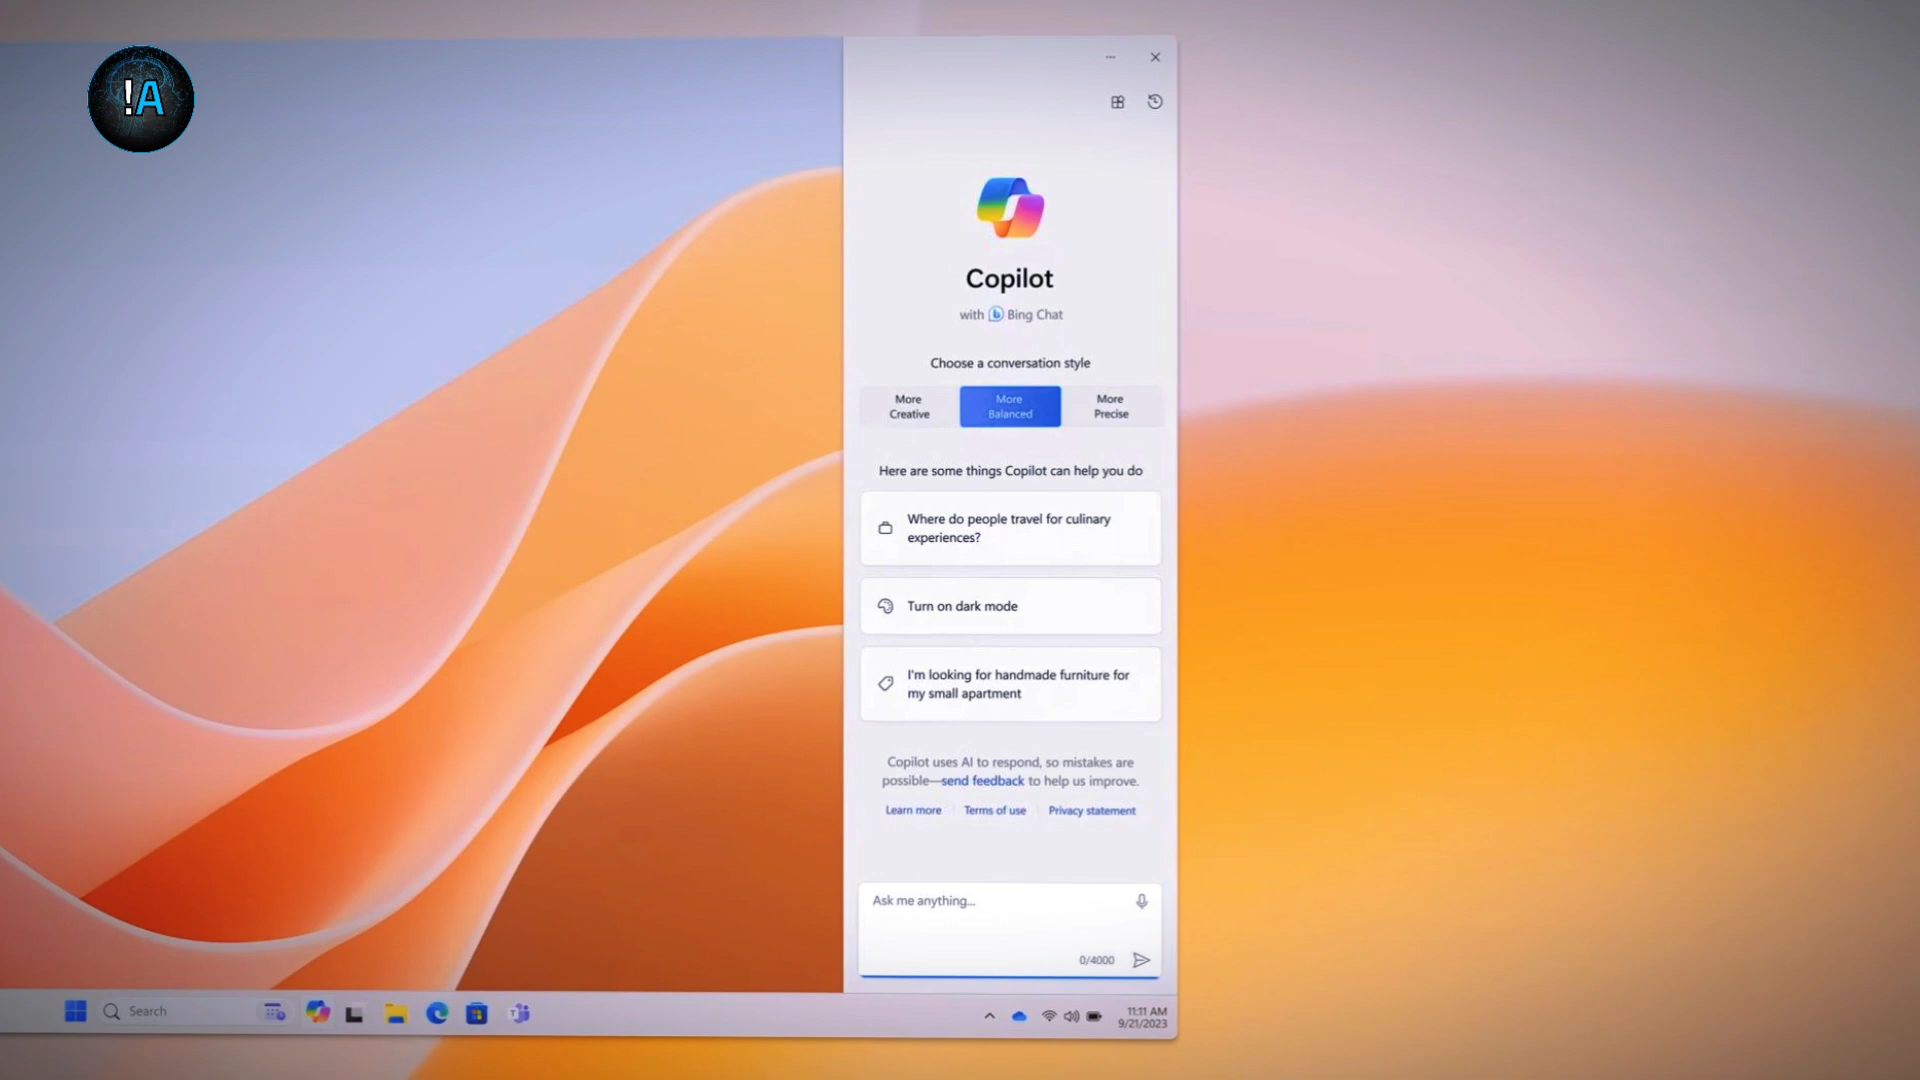 !A
Copilot
with Bing Chat
Choose a conversation style
More
Creative
More
Balanced
More
Precise
Here are some things Copilot can help you do
Where do people travel for culinary
experiences?
Turn on dark mode
I'm looking for handmade furniture for
my small apartment
Copilot uses AI to respond, so mistakes are
possible—send feedback to help us improve.
Learn more
Terms of use
Privacy statement
Ask me anything...
0/4000
Search
11:11 AM
9/21/2023